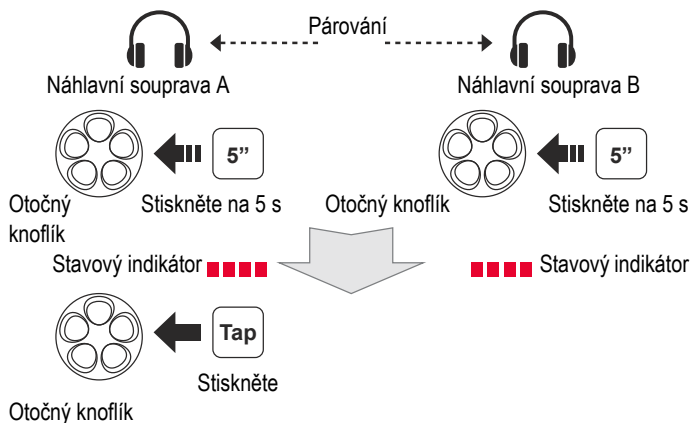 Párování
Náhlavní souprava A
Náhlavní souprava B
5”
5”
Otočný
knoflík
Stiskněte na 5 s
Otočný knoflík
Stiskněte na 5 s
Stavový indikátor
Stavový indikátor
Tap
Stiskněte
Otočný knoflík